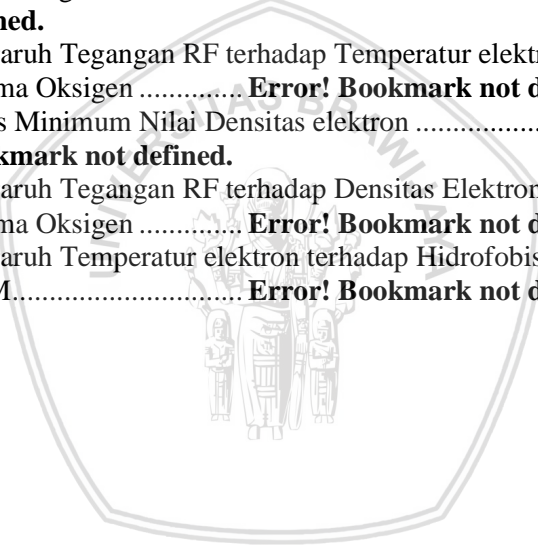 ned.
aruh Tegangan RF terhadap Temperatur elektr
ma Oksigen .............. Error! Bookmark not d
s Minimum Nilai Densitas elektron ...................
kmark not defined.
aruh Tegangan RF terhadap Densitas Elektron
ma Oksigen .............. Error! Bookmark not d
aruh Temperatur elektron terhadap Hidrofobis
M............................. Error! Bookmark not d
UNIVERSITAS BRAWIJAYA